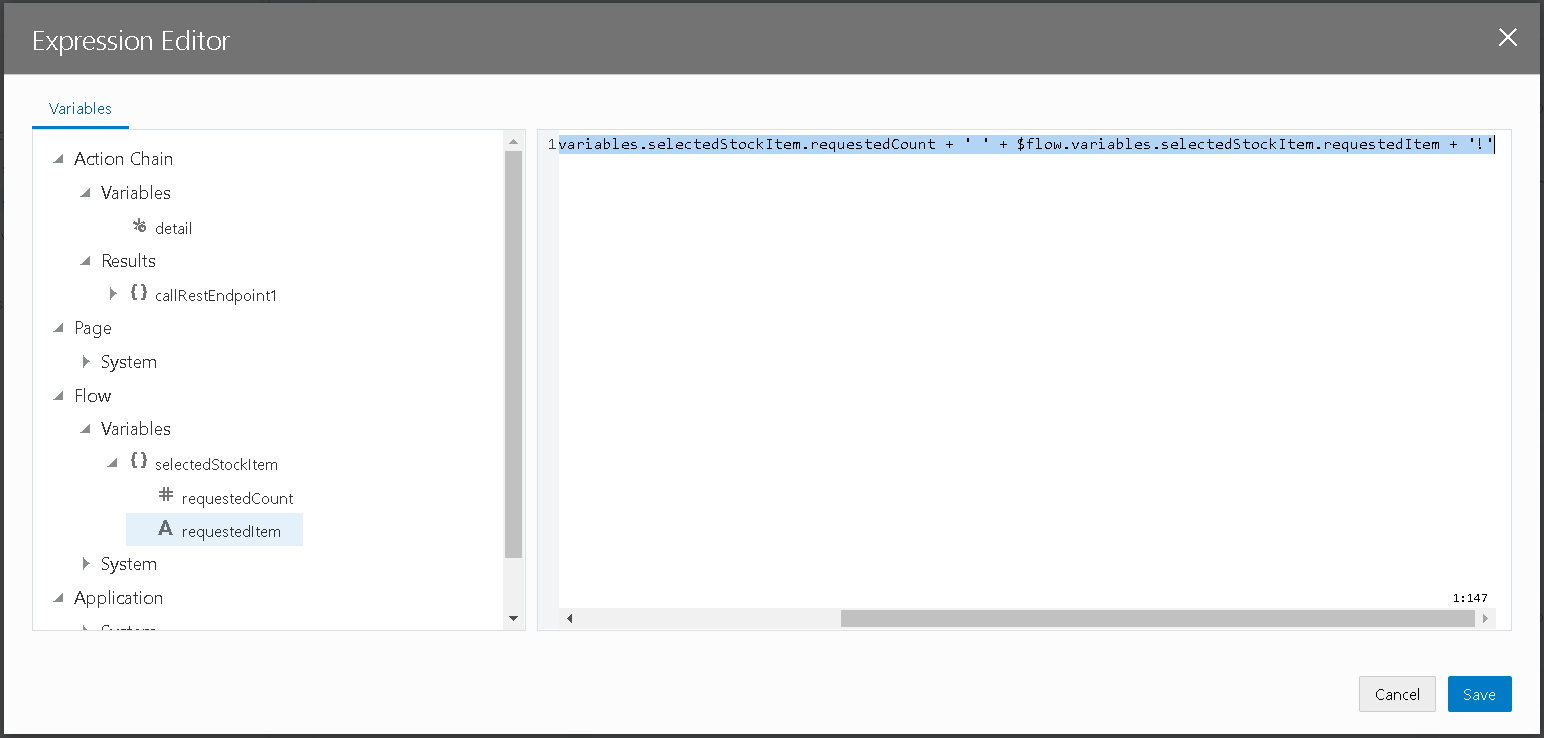 Expression Editor
Variables
Action Chain
Variables
detail
Results
{} callRestEndpoint1
Page
System
Flow
Variables
{} selectedStockItem
# requestedCount
A requestedItem
System
Application
System
1 variables.selectedStockItem.requestedCount + ' ' + $flow.variables.selectedStockItem.requestedItem + '!'
1:147
Cancel
Save